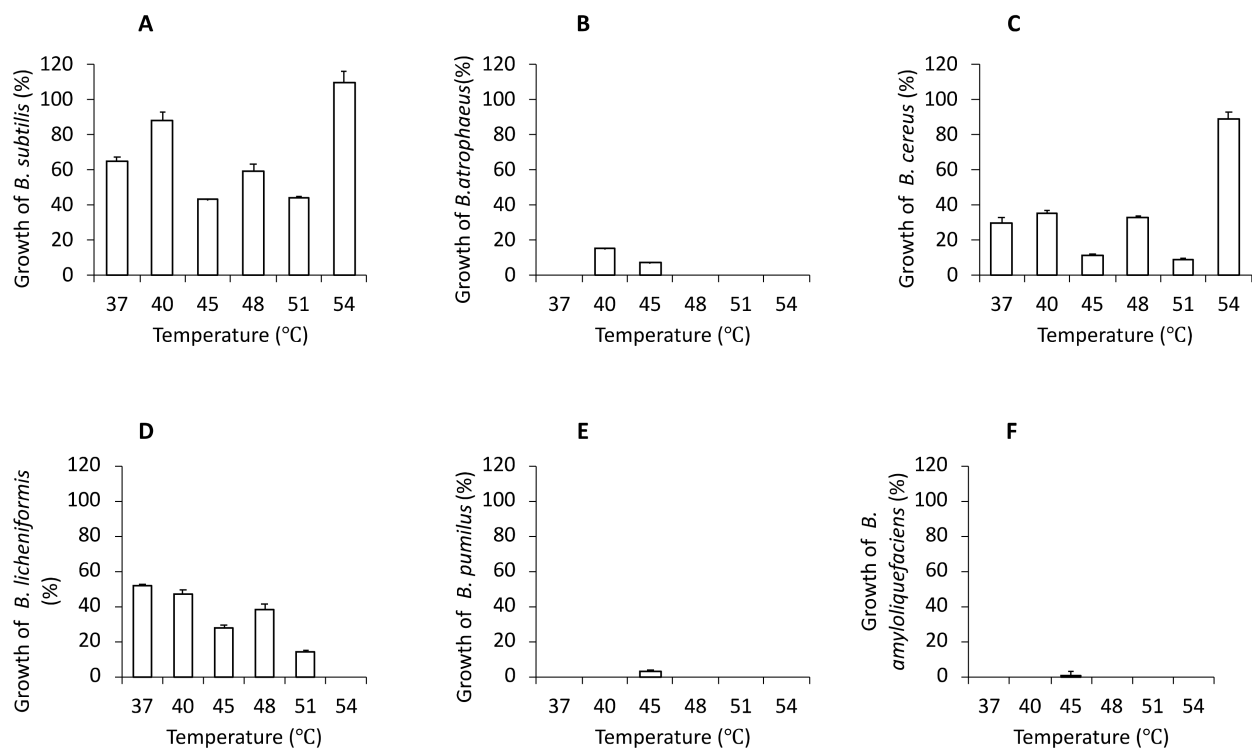 A
Growth of B. subtilis (%)
120
100
80
60
40
20
0
37 40 45 48 51 54
Temperature (℃)
B
Growth of B.atrophaeus(%)
120
100
80
60
40
20
0
37 40 45 48 51 54
Temperature (℃)
C
Growth of B. cereus (%)
120
100
80
60
40
20
0
37 40 45 48 51 54
Temperature (℃)
D
Growth of B. licheniformis
(%)
120
100
80
60
40
20
0
37 40 45 48 51 54
Temperature (℃)
E
Growth of B. pumilus (%)
120
100
80
60
40
20
0
37 40 45 48 51 54
Temperature (℃)
F
Growth of B.
amyloliquefaciens (%)
120
100
80
60
40
20
0
37 40 45 48 51 54
Temperature (℃)